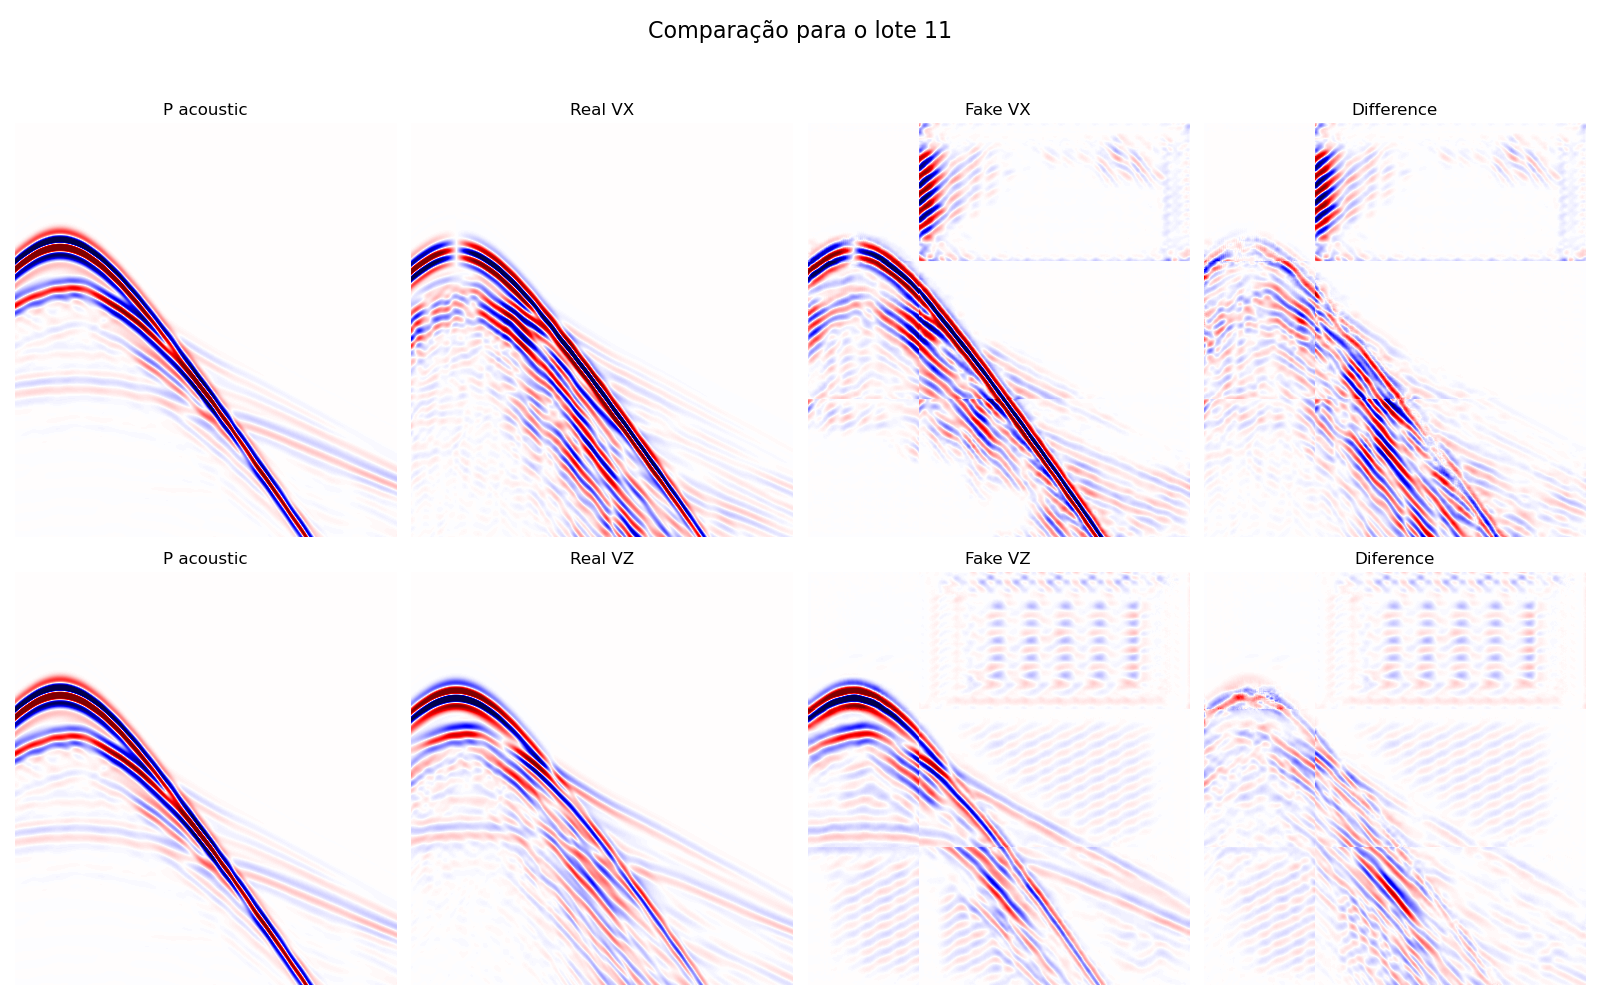 Comparação para o lote 11
P acoustic
Real VX
Fake VX
Difference
P acoustic
Real VZ
Fake VZ
Diference